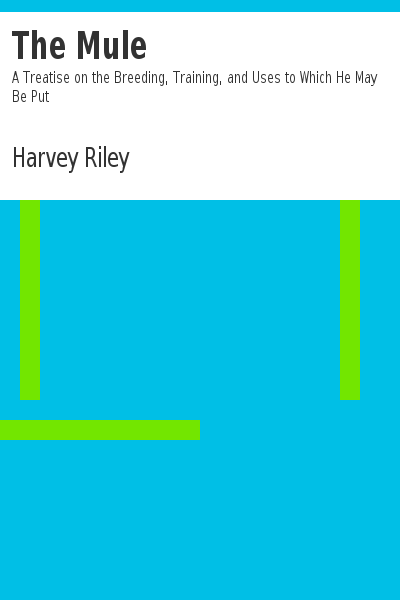 The Mule
A Treatise on the Breeding, Training, and Uses to Which He May
Be Put
Harvey Riley